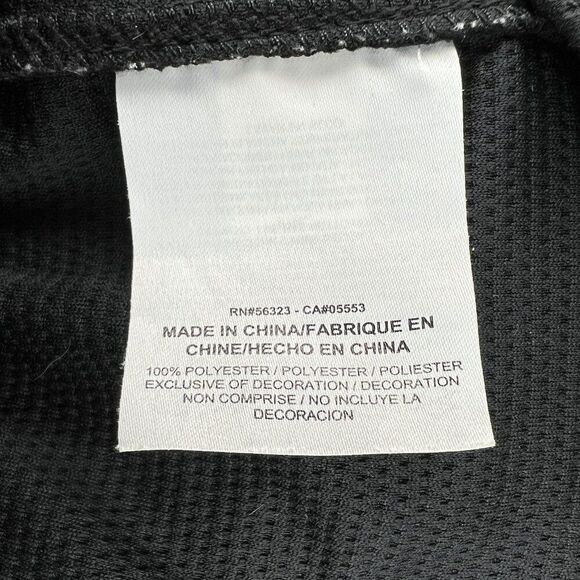 RN#56323 - CA#05553
MADE IN CHINA/FABRIQUE EN
CHINE/HECHO EN CHINA
100% POLYESTER / POLYESTER / POLIESTER
EXCLUSIVE OF DECORATION / DECORATION
NON COMPRISE / NO INCLUYE LA
DECORACION